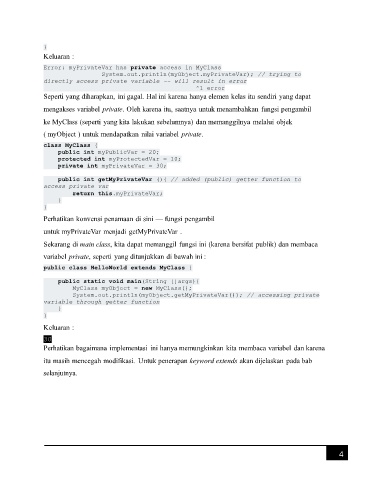 }
Keluaran :
Error: myPrivateVar has private access in MyClass
System.out.println(myObject.myPrivateVar); // trying to
directly access private variable -- will result in error
^1 error
Seperti yang diharapkan, ini gagal. Hal ini karena hanya elemen kelas itu sendiri yang dapat
mengakses variabel private. Oleh karena itu, saatnya untuk menambahkan fungsi pengambil
ke MyClass (seperti yang kita lakukan sebelumnya) dan memanggilnya melalui objek
( myObject ) untuk mendapatkan nilai variabel private.
class MyClass {
public int myPublicVar = 20;
protected int myProtectedVar = 10;
private int myPrivateVar = 30;
public int getMyPrivateVar (){ // added (public) getter function to
access private var
return this.myPrivateVar;
}
}
Perhatikan konvensi penamaan di sini — fungsi pengambil
untuk myPrivateVar menjadi getMyPrivateVar .
Sekarang di main class, kita dapat memanggil fungsi ini (karena bersifat publik) dan membaca
variabel private, seperti yang ditunjukkan di bawah ini :
public class HelloWorld extends MyClass {
public static void main(String []args){
MyClass myObject = new MyClass();
System.out.println(myObject.getMyPrivateVar()); // accessing private
variable through getter function
}
}
Keluaran :
30
Perhatikan bagaimana implementasi ini hanya memungkinkan kita membaca variabel dan karena
itu masih mencegah modifikasi. Untuk penerapan keyword extends akan dijelaskan pada bab
selanjutnya.
4